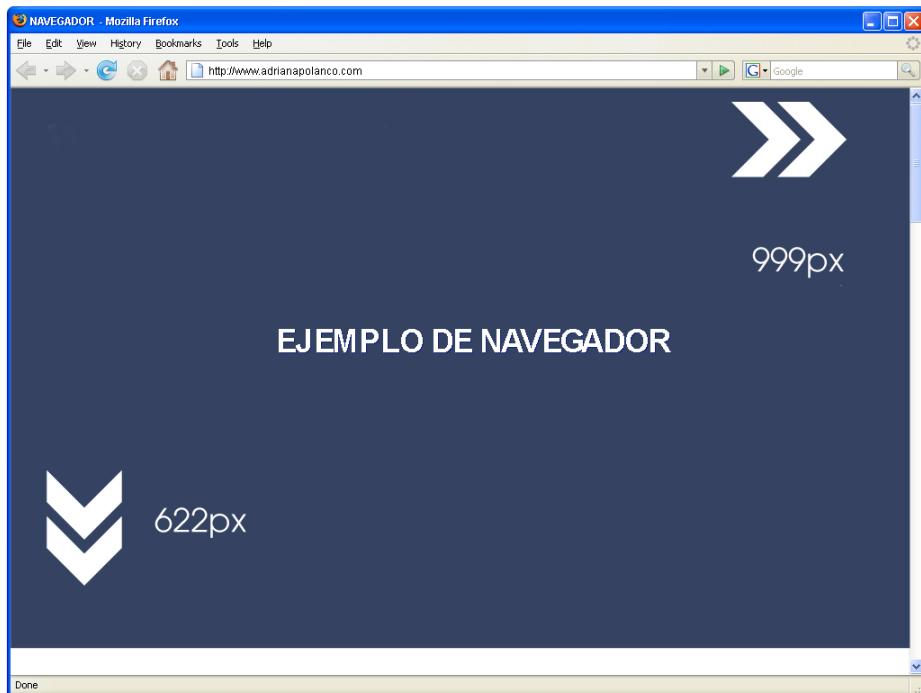 NAVEGADOR - Mozilla Firefox
File Edit View History Bookmarks Tools Help
http://www.adrianapolanco.com
G Google
999px
EJEMPLO DE NAVEGADOR
622px
Done